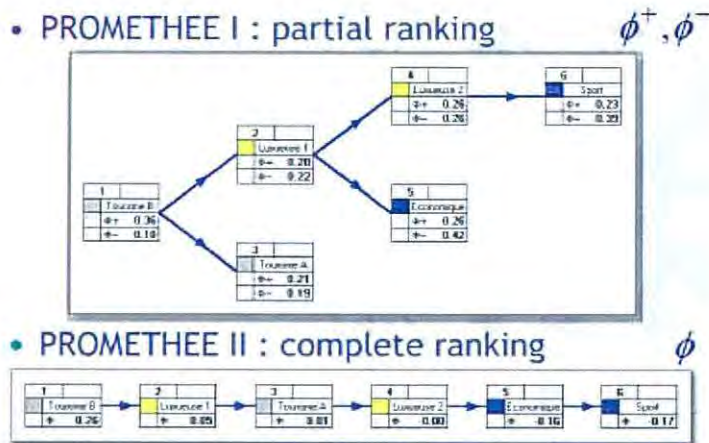 • PROMETHEE I : partial ranking ϕ⁺, ϕ⁻
4
Luxueuse 2
Φ+ 0.26
Φ- 0.26
6
Sport
Φ+ 0.23
Φ- 0.39
2
Luxueuse 1
Φ- 0.22
1
Tourisme B
Φ+ 0.36
Φ- 0.10
5
Economique
Φ+ 0.26
Φ- 0.42
3
Tourisme A
Φ+ 0.21
Φ- 0.19
• PROMETHEE II : complete ranking ϕ
1 2 3 4 5 6
Tourisme B Luxueuse 1 Tourisme A Luxueuse 2 Economique Sport
Φ 0.26 Φ 0.05 Φ 0.01 Φ 0.00 Φ -0.16 Φ -0.17